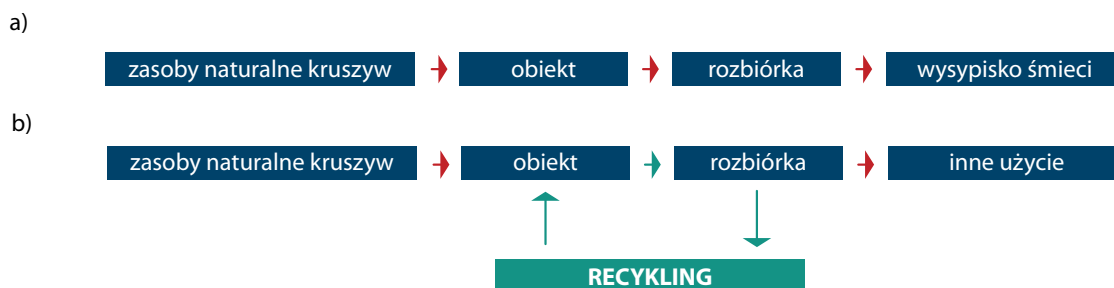 a)
zasoby naturalne kruszyw obiekt rozbiórka wysypisko śmieci
b)
zasoby naturalne kruszyw obiekt rozbiórka inne użycie
RECYKLING